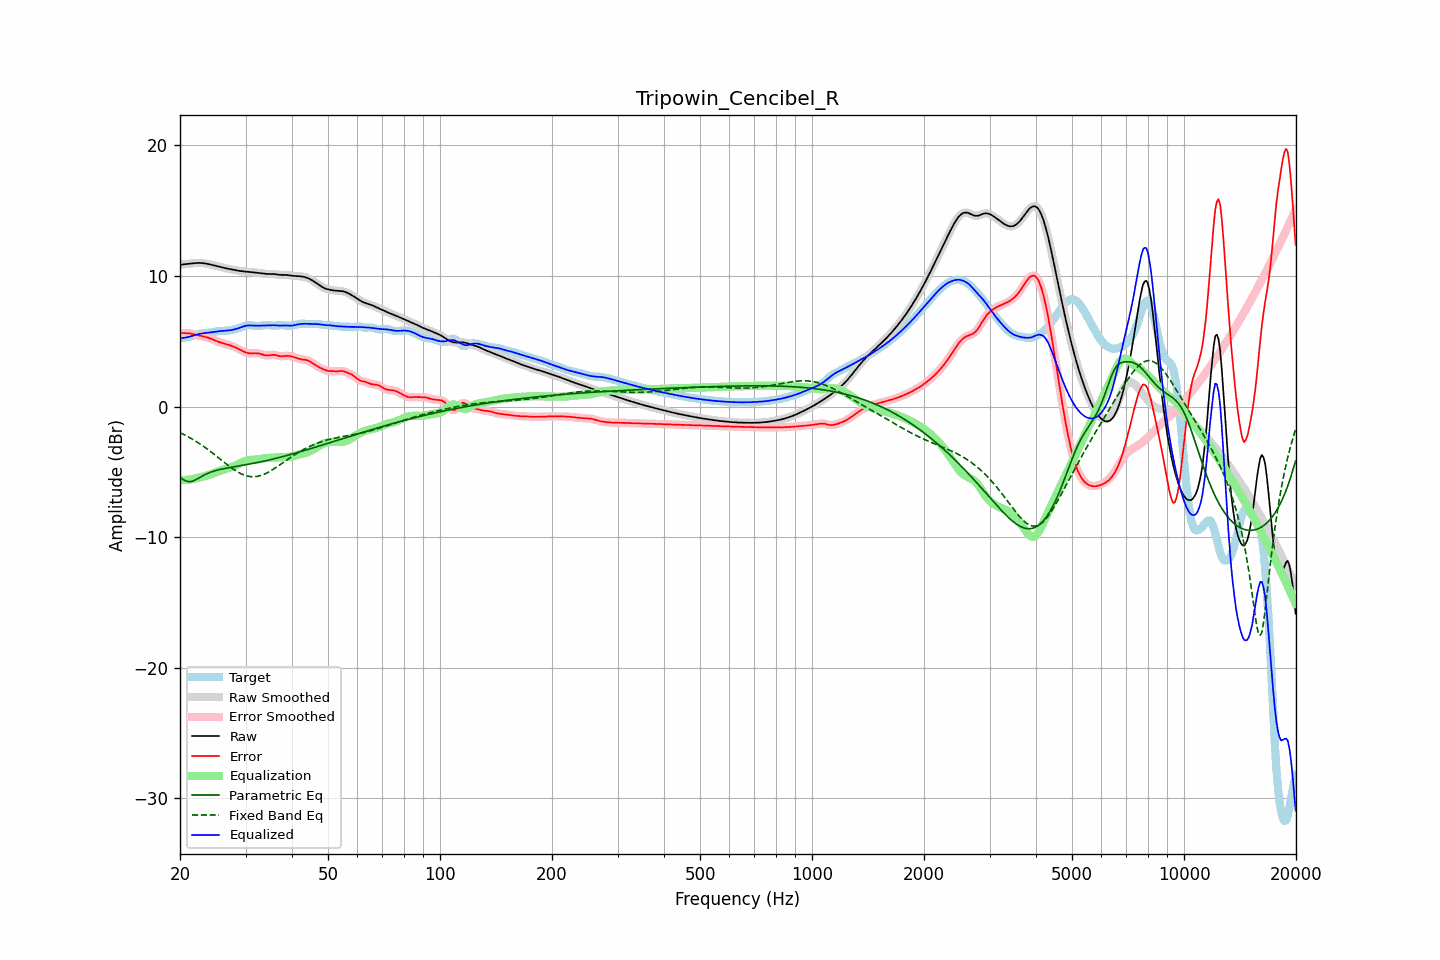 Tripowin_Cencibel_R
Amplitude (dBr)
20
10
0
−10
−20
−30
Target
Raw Smoothed
Error Smoothed
Raw
Error
Equalization
Parametric Eq
Fixed Band Eq
Equalized
20 50 100 200 500 1000 2000 5000 10000 20000
Frequency (Hz)